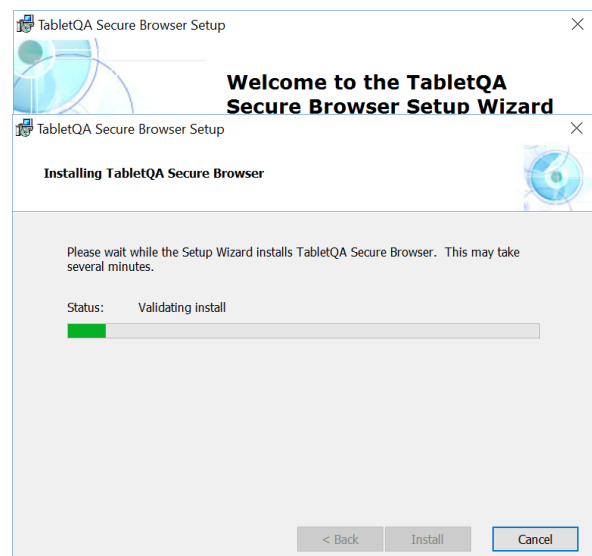 TabletQA Secure Browser Setup
Welcome to the TabletQA
Secure Browser Setup Wizard
TabletQA Secure Browser Setup
Installing TabletQA Secure Browser
Please wait while the Setup Wizard installs TabletQA Secure Browser. This may take
several minutes.
Status: Validating install
< Back Install Cancel